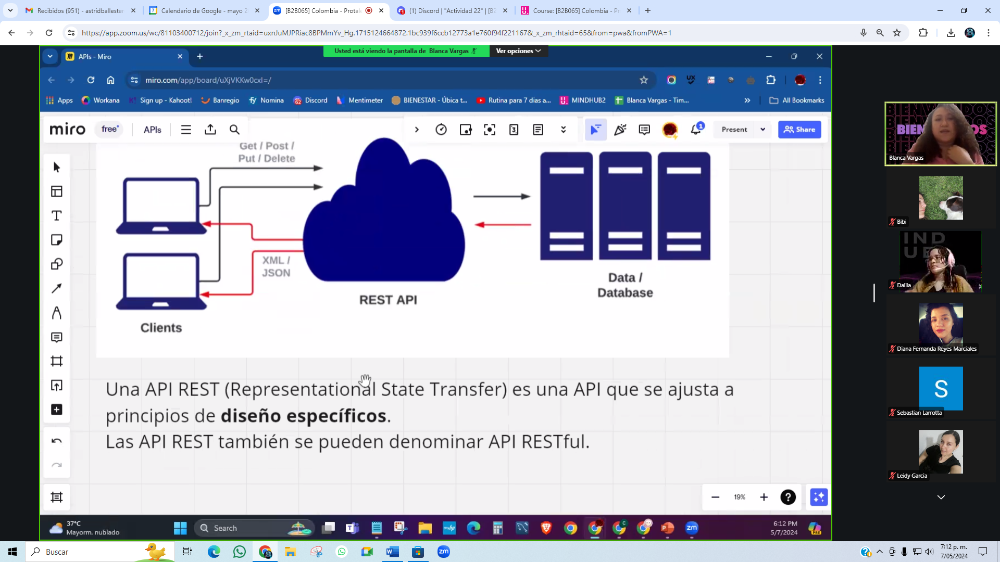 Recibidos (951) - astridballester
Calendario de Google - mayo 2
[B2B065] Colombia - Protale
(1) Discord | "Actividad 22" | [B2
Course: [B2B065] Colombia - Pr
https://app.zoom.us/wc/81103400712/join?_x_zm_rtaid=uxnJuMJPRiac8BPMmYv_Hg.1715124664872.1bc939f6ccb12773a1e760f94f221167&_x_zm_rhtaid=65&from=pwa&fromPWA=1
Usted está viendo la pantalla de Blanca Vargas
Ver opciones
APIs - Miro
miro.com/app/board/uXjVKKw0cxI=/
Apps
Workana
Sign up - Kahoot!
Banregio
Nomina
Discord
Mentimeter
BIENESTAR - Úbica t...
Rutina para 7 dias a...
MINDHUB2
Blanca Vargas - Tim...
All Bookmarks
miro
free
APIs
Present
Share
Get / Post /
Put / Delete
XML /
JSON
REST API
Data /
Database
Clients
Una API REST (Representational State Transfer) es una API que se ajusta a
principios de diseño específicos.
Las API REST también se pueden denominar API RESTful.
19%
37°C
Mayorm. nublado
Search
6:12 PM
5/7/2024
BIENVENIDOS
Blanca Vargas
Bibi
Dalila
Diana Fernanda Reyes Marciales
S
Sebastian Larrotta
Leidy Garcia
Buscar
7:12 p. m.
7/05/2024